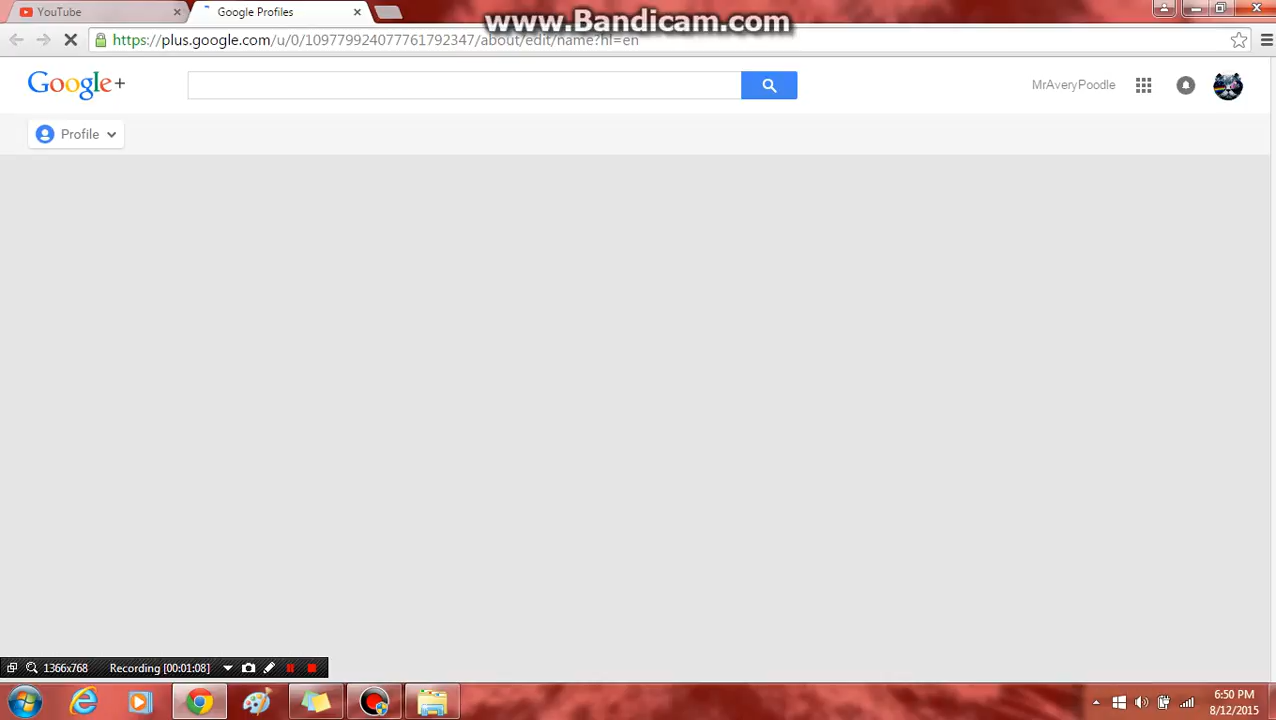 www.Bandicam.com
YouTube
Google Profiles
https://plus.google.com/u/0/109779924077761792347/about/edit/name?hl=en
Google+
MrAveryPoodle
Profile
1366x768 Recording [00:01:08]
6:50 PM
8/12/2015